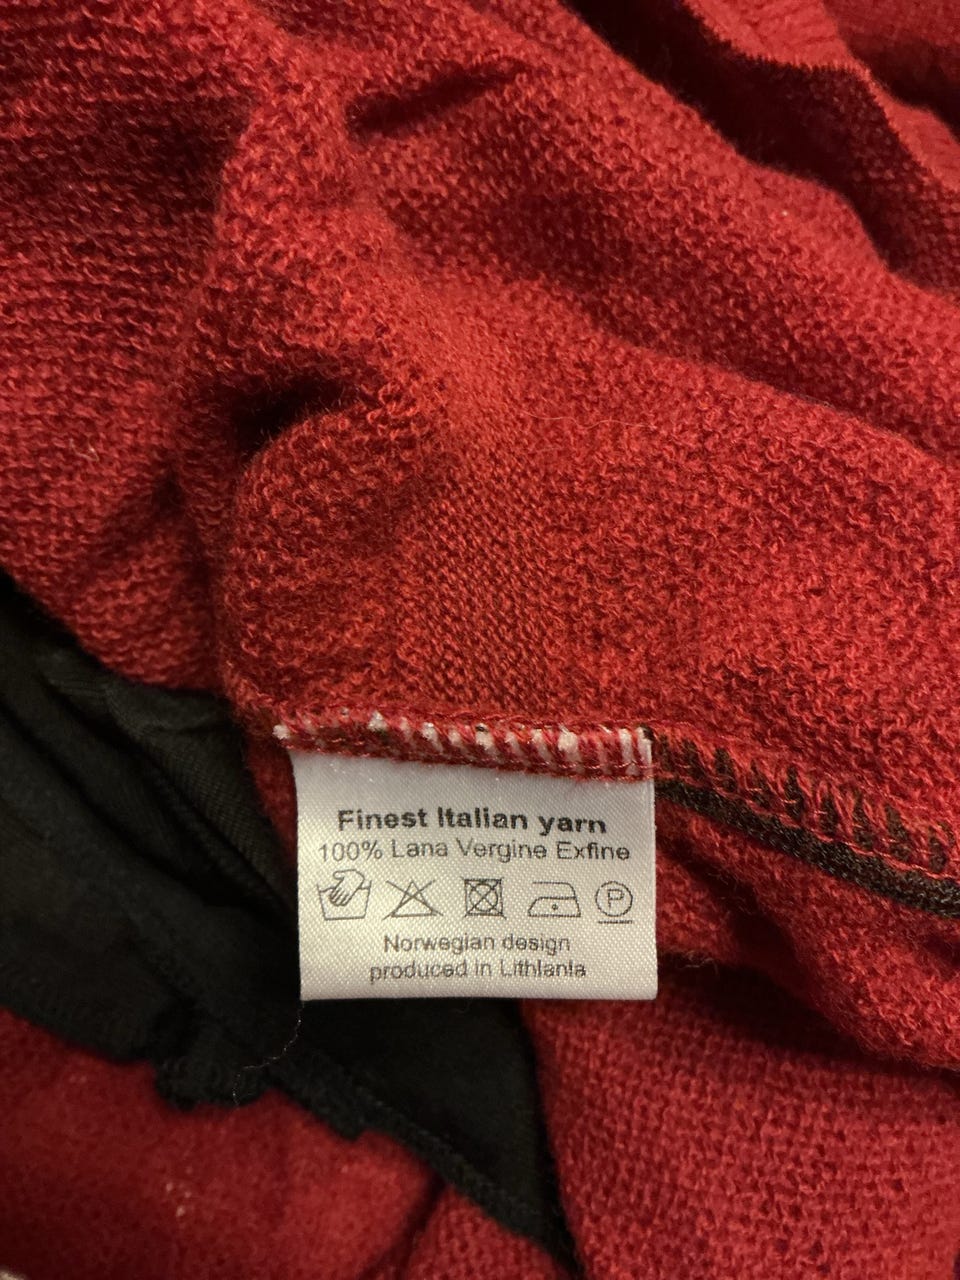 Finest Italian yarn
100% Lana Vergine Exfine
P
Norwegian design
produced in Lithlania